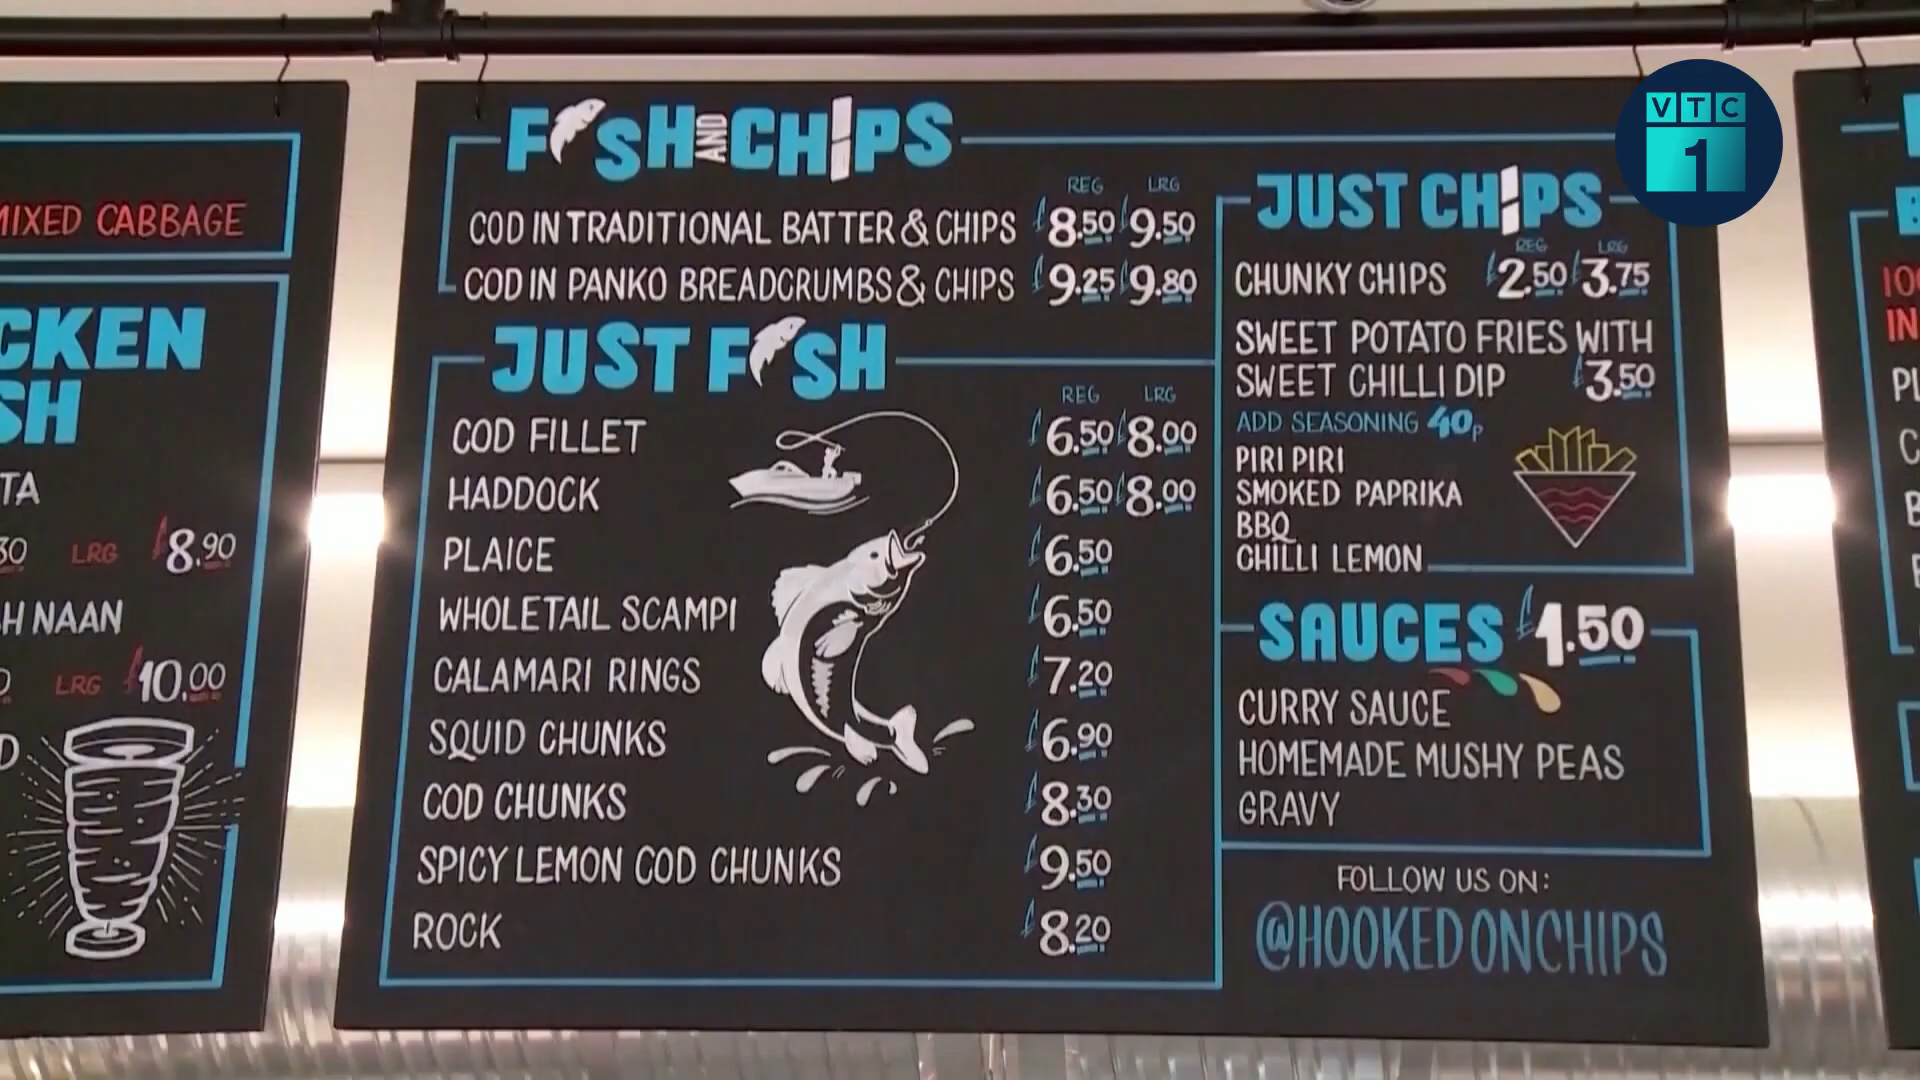 MIXED CABBAGE
CKEN
SH
TA
LRG £8.90
H NAAN
LRG £10.00
FISH AND CHIPS
REG LRG
COD IN TRADITIONAL BATTER & CHIPS £8.50 £9.50
COD IN PANKO BREADCRUMBS & CHIPS £9.25 £9.80
JUST FISH
REG LRG
COD FILLET £6.50 £8.00
HADDOCK £6.50 £8.00
PLAICE £6.50
WHOLETAIL SCAMPI £6.50
CALAMARI RINGS £7.20
SQUID CHUNKS £6.90
COD CHUNKS £8.30
SPICY LEMON COD CHUNKS £9.50
ROCK £8.20
JUST CHIPS
REG LRG
CHUNKY CHIPS £2.50 £3.75
SWEET POTATO FRIES WITH
SWEET CHILLI DIP £3.50
ADD SEASONING 40p
PIRI PIRI
SMOKED PAPRIKA
BBQ
CHILLI LEMON
SAUCES £1.50
CURRY SAUCE
HOMEMADE MUSHY PEAS
GRAVY
FOLLOW US ON:
@HOOKEDONCHIPS
VTC
1